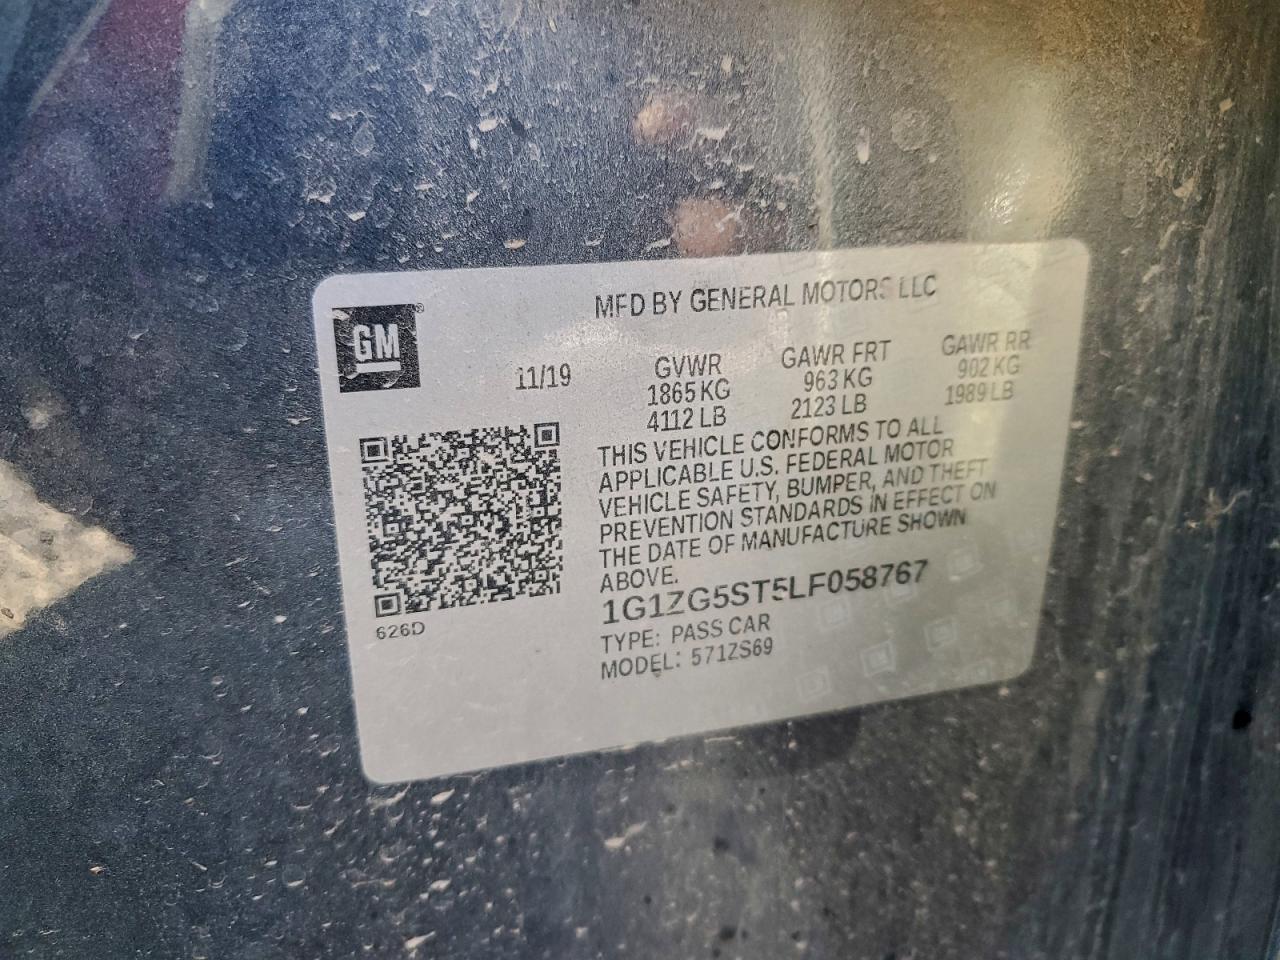 MFD BY GENERAL MOTORS LLC
GM
11/19
GVWR
1865 KG
4112 LB
GAWR FRT
963 KG
2123 LB
GAWR RR
902 KG
1989 LB
THIS VEHICLE CONFORMS TO ALL
APPLICABLE U.S. FEDERAL MOTOR
VEHICLE SAFETY, BUMPER, AND THEFT
PREVENTION STANDARDS IN EFFECT ON
THE DATE OF MANUFACTURE SHOWN
ABOVE.
1G1ZG5ST5LF058767
TYPE: PASS CAR
MODEL: 571ZS69
626D